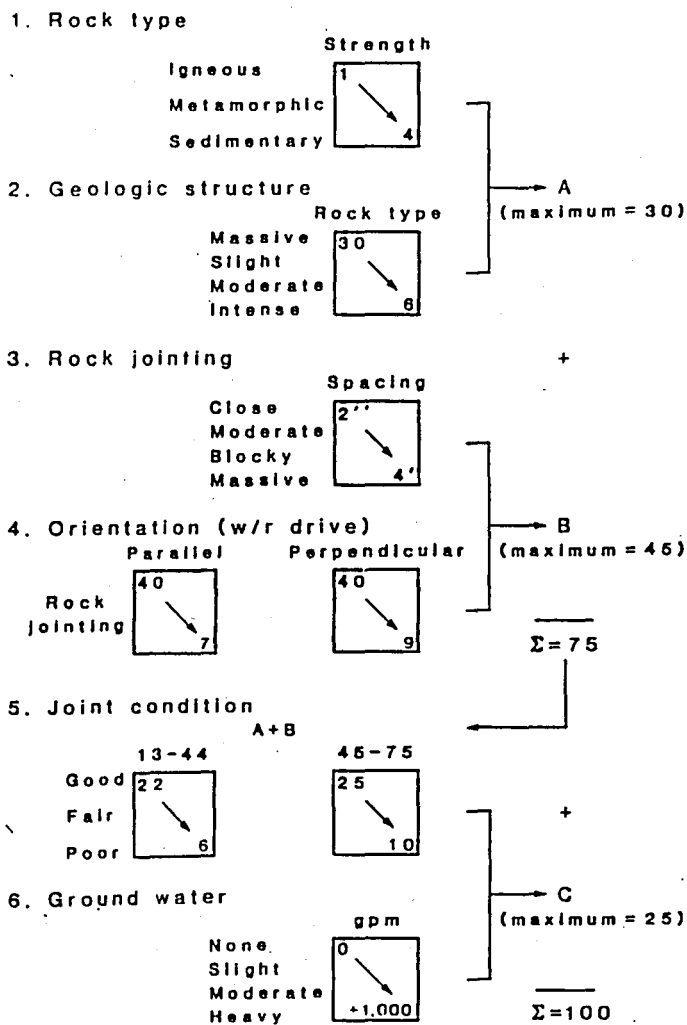 1. Rock type
Strength
Igneous
Metamorphic
Sedimentary
1
4
A
(maximum = 30)
2. Geologic structure
Rock type
Massive
Slight
Moderate
Intense
30
6
3. Rock jointing
+
Spacing
Close
Moderate
Blocky
Massive
2''
4'
B
(maximum = 45)
4. Orientation (w/r drive)
Parallel
Perpendicular
Rock
jointing
40
7
40
9
Σ=75
5. Joint condition
A+B
13-44
45-75
Good
Fair
Poor
22
6
25
10
+
C
(maximum = 25)
6. Ground water
gpm
None
Slight
Moderate
Heavy
0
+1,000
Σ=100